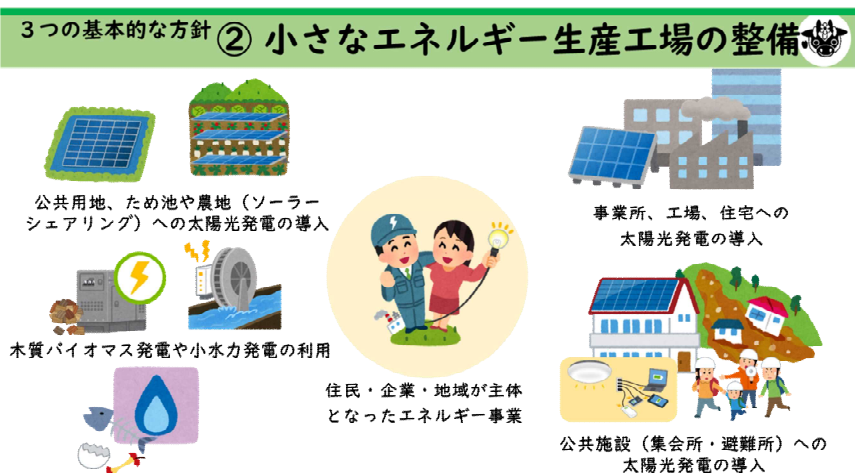 ３つの基本的な方針 ② 小さなエネルギー生産工場の整備
公共用地、ため池や農地（ソーラー
シェアリング）への太陽光発電の導入
事業所、工場、住宅への
太陽光発電の導入
木質バイオマス発電や小水力発電の利用
住民・企業・地域が主体
となったエネルギー事業
公共施設（集会所・避難所）への
太陽光発電の導入